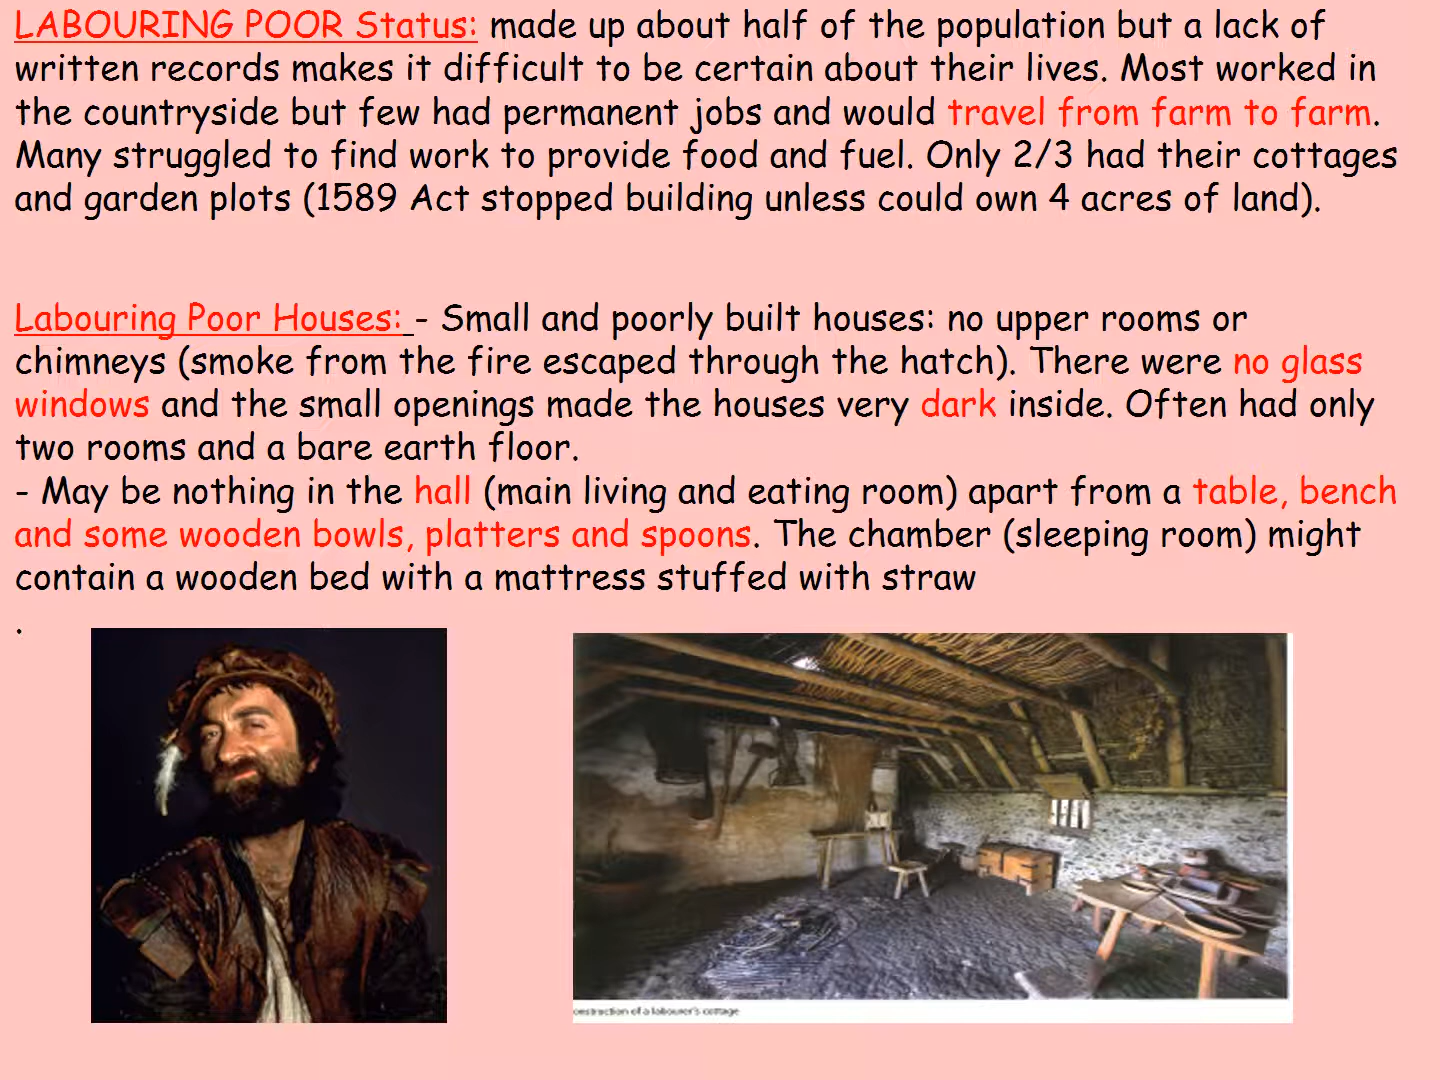 LABOURING POOR Status: made up about half of the population but a lack of
written records makes it difficult to be certain about their lives. Most worked in
the countryside but few had permanent jobs and would travel from farm to farm.
Many struggled to find work to provide food and fuel. Only 2/3 had their cottages
and garden plots (1589 Act stopped building unless could own 4 acres of land).
Labouring Poor Houses: - Small and poorly built houses: no upper rooms or
chimneys (smoke from the fire escaped through the hatch). There were no glass
windows and the small openings made the houses very dark inside. Often had only
two rooms and a bare earth floor.
- May be nothing in the hall (main living and eating room) apart from a table, bench
and some wooden bowls, platters and spoons. The chamber (sleeping room) might
contain a wooden bed with a mattress stuffed with straw
.
onstruction of a labourer's cottage